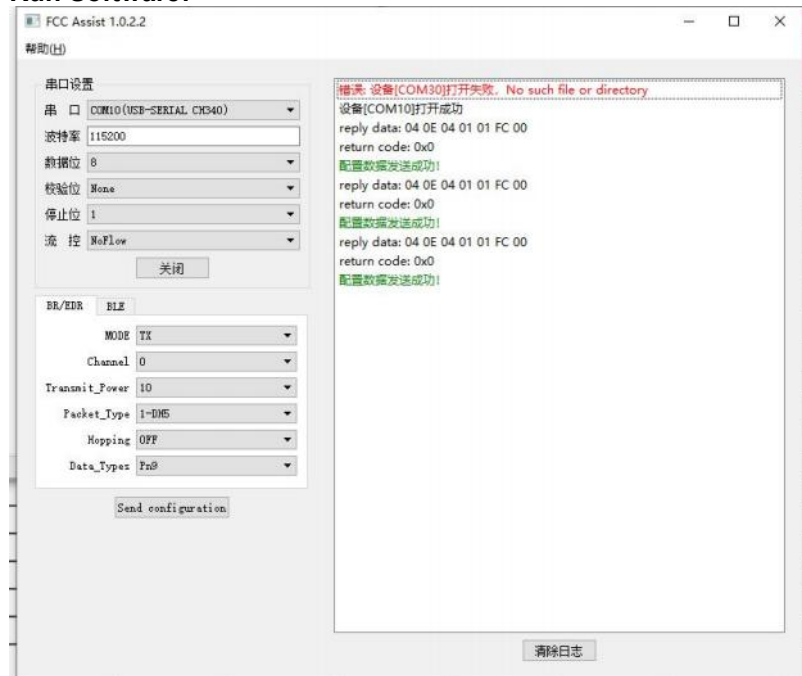 Run Software:
FCC Assist 1.0.2.2
帮助(H)
串口设置
串 口 COM10(USB-SERIAL CH340)
波特率 115200
数据位 8
校验位 None
停止位 1
流 控 NoFlow
关闭
BR/EDR BLE
MODE TX
Channel 0
Transmit_Power 10
Packet_Type 1-DH5
Hopping OFF
Data_Types Pn9
Send configuration
错误: 设备[COM30]打开失败。No such file or directory
设备[COM10]打开成功
reply data: 04 0E 04 01 01 FC 00
return code: 0x0
配置数据发送成功!
reply data: 04 0E 04 01 01 FC 00
return code: 0x0
配置数据发送成功!
reply data: 04 0E 04 01 01 FC 00
return code: 0x0
配置数据发送成功!
清除日志